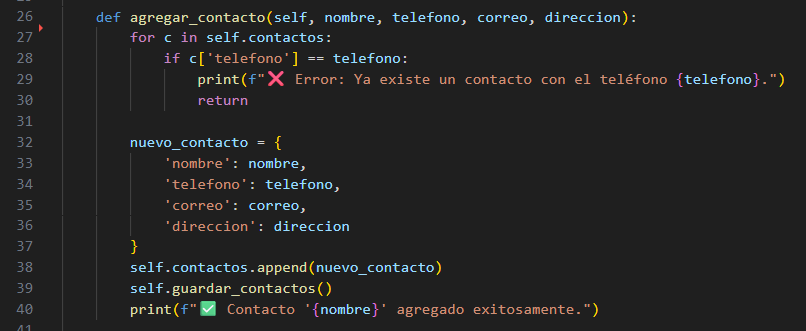 26 def agregar_contacto(self, nombre, telefono, correo, direccion):
27 for c in self.contactos:
28 if c['telefono'] == telefono:
29 print(f"❌ Error: Ya existe un contacto con el teléfono {telefono}.")
30 return
31
32 nuevo_contacto = {
33 'nombre': nombre,
34 'telefono': telefono,
35 'correo': correo,
36 'direccion': direccion
37 }
38 self.contactos.append(nuevo_contacto)
39 self.guardar_contactos()
40 print(f"✅ Contacto '{nombre}' agregado exitosamente.")
41